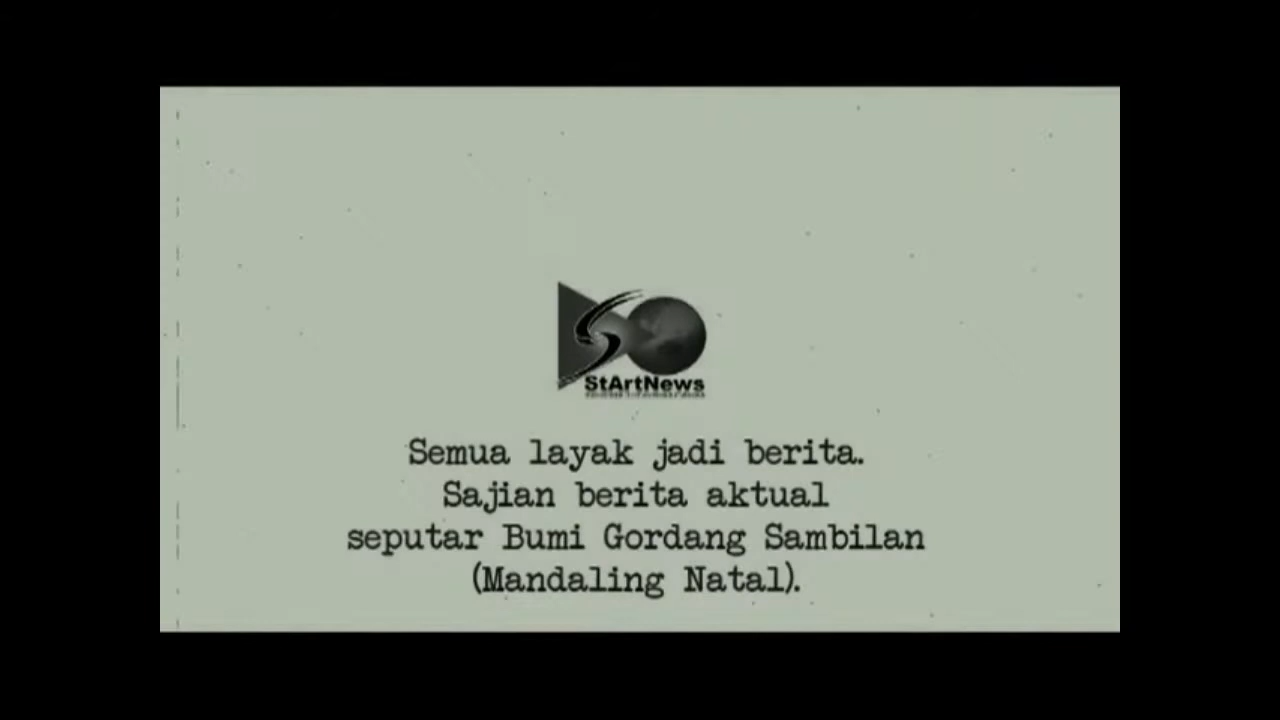 StArtNews
Semua layak jadi berita.
Sajian berita aktual
seputar Bumi Gordang Sambilan
(Mandaling Natal).